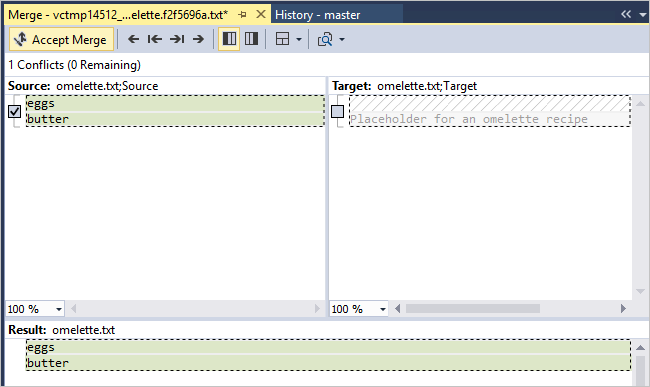 Merge - vctmp14512_...elette.f2f5696a.txt*
History - master
Accept Merge
1 Conflicts (0 Remaining)
Source: omelette.txt;Source
Target: omelette.txt;Target
eggs
butter
Placeholder for an omelette recipe
100 %
100 %
Result: omelette.txt
eggs
butter